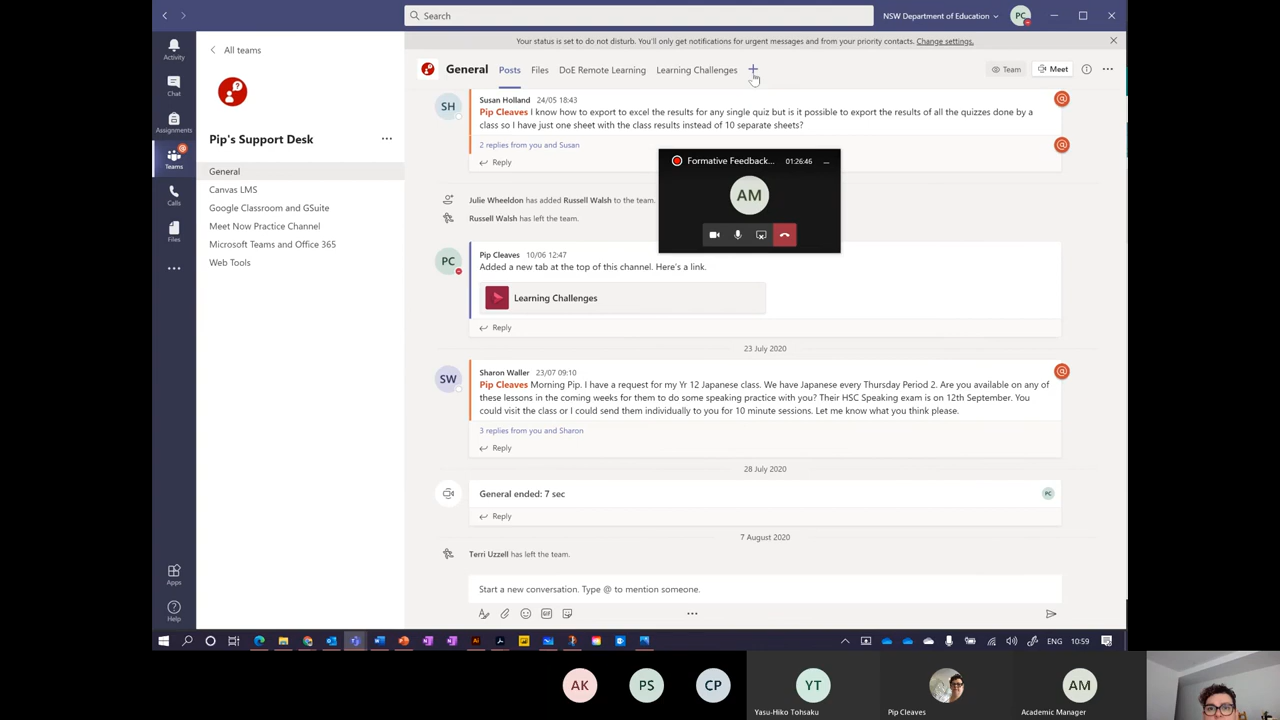 Search
NSW Department of Education
PC
Your status is set to do not disturb. You'll only get notifications for urgent messages and from your priority contacts. Change settings.
Activity
Chat
Assignments
Teams
Calls
Files
Apps
Help
All teams
Pip's Support Desk
General
Canvas LMS
Google Classroom and GSuite
Meet Now Practice Channel
Microsoft Teams and Office 365
Web Tools
General Posts Files DoE Remote Learning Learning Challenges
Team
Meet
SH
Susan Holland 24/05 18:43
Pip Cleaves I know how to export to excel the results for any single quiz but is it possible to export the results of all the quizzes done by a
class so I have just one sheet with the class results instead of 10 separate sheets?
2 replies from you and Susan
Reply
Formative Feedback... 01:26:46
AM
Julie Wheeldon has added Russell Walsh to the team.
Russell Walsh has left the team.
PC
Pip Cleaves 10/06 12:47
Added a new tab at the top of this channel. Here's a link.
Learning Challenges
Reply
23 July 2020
SW
Sharon Waller 23/07 09:10
Pip Cleaves Morning Pip. I have a request for my Yr 12 Japanese class. We have Japanese every Thursday Period 2. Are you available on any of
these lessons in the coming weeks for them to do some speaking practice with you? Their HSC Speaking exam is on 12th September. You
could visit the class or I could send them individually to you for 10 minute sessions. Let me know what you think please.
3 replies from you and Sharon
Reply
28 July 2020
General ended: 7 sec
PC
Reply
7 August 2020
Terri Uzzell has left the team.
Start a new conversation. Type @ to mention someone.
GIF
ENG 10:59
AK
PS
CP
YT
AM
Yasu-Hiko Tohsaku
Pip Cleaves
Academic Manager